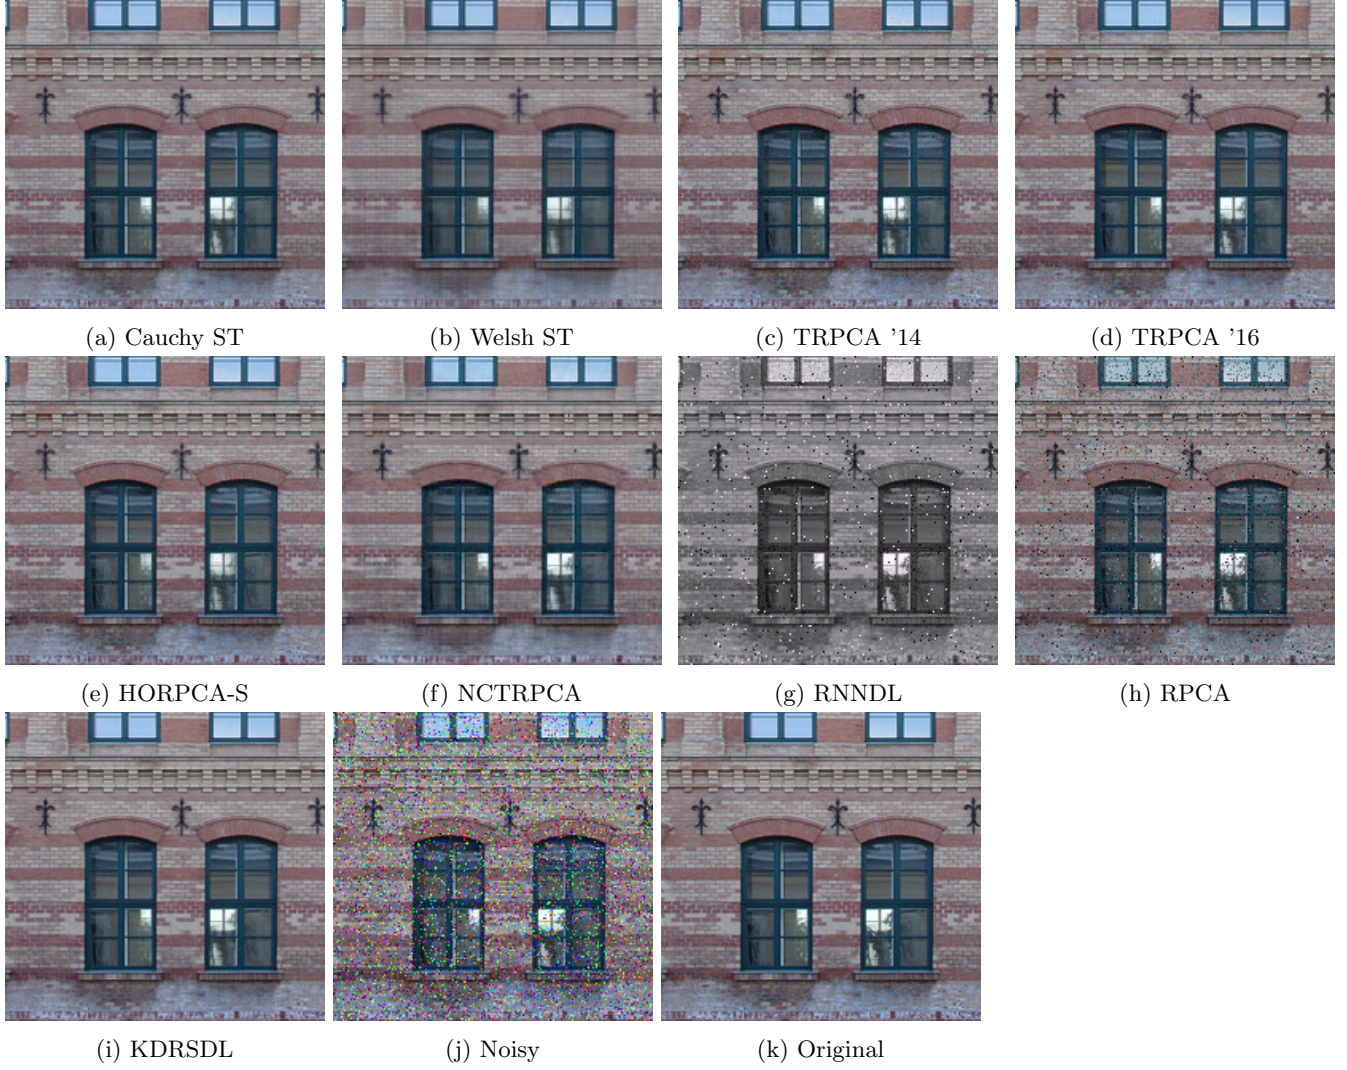 (a) Cauchy ST
(b) Welsh ST
(c) TRPCA ’14
(d) TRPCA ’16
(e) HORPCA-S
(f) NCTRPCA
(g) RNNDL
(h) RPCA
(i) KDRSDL
(j) Noisy
(k) Original